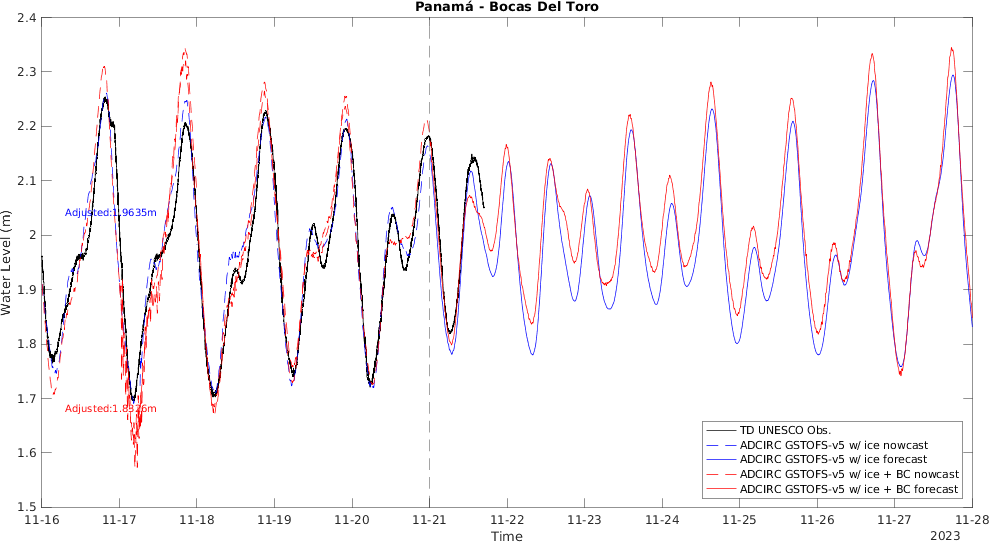 Panamá - Bocas Del Toro
2.4
2.3
2.2
2.1
2
1.9
1.8
1.7
1.6
1.5
Water Level (m)
Adjusted:1.9635m
Adjusted:1.8326m
TD UNESCO Obs.
ADCIRC GSTOFS-v5 w/ ice nowcast
ADCIRC GSTOFS-v5 w/ ice forecast
ADCIRC GSTOFS-v5 w/ ice + BC nowcast
ADCIRC GSTOFS-v5 w/ ice + BC forecast
11-16 11-17 11-18 11-19 11-20 11-21 11-22 11-23 11-24 11-25 11-26 11-27 11-28
Time
2023